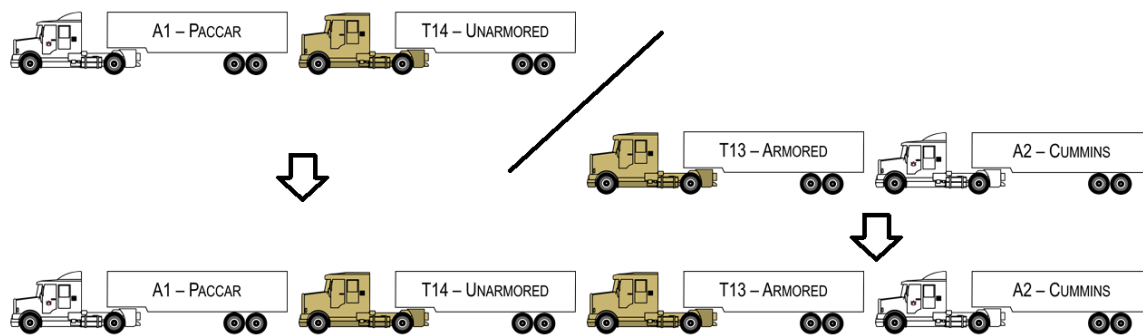 A1 – PACCAR
T14 – UNARMORED
T13 – ARMORED
A2 – CUMMINS
A1 – PACCAR
T14 – UNARMORED
T13 – ARMORED
A2 – CUMMINS